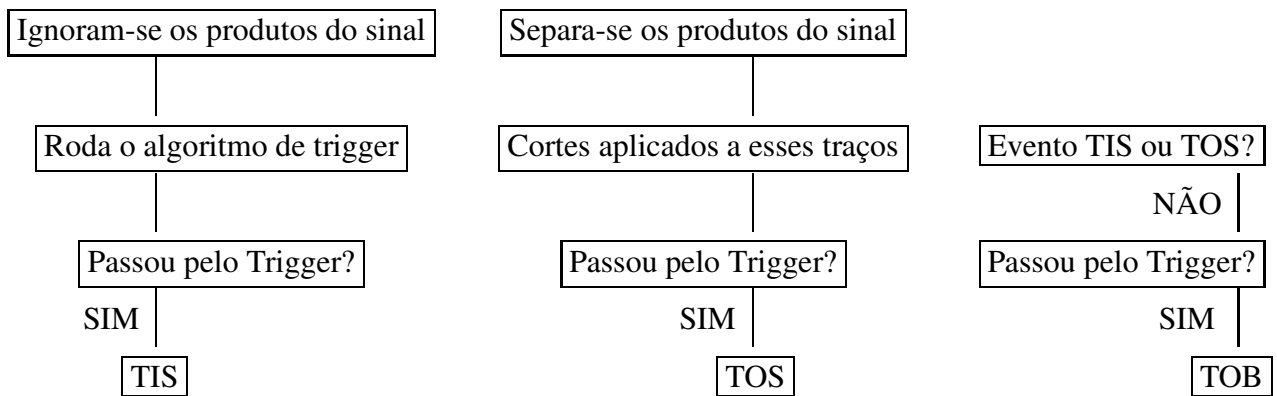 Ignoram-se os produtos do sinal
Roda o algoritmo de trigger
Passou pelo Trigger?
SIM
TIS
Separa-se os produtos do sinal
Cortes aplicados a esses traços
Passou pelo Trigger?
SIM
TOS
Evento TIS ou TOS?
NÃO
Passou pelo Trigger?
SIM
TOB